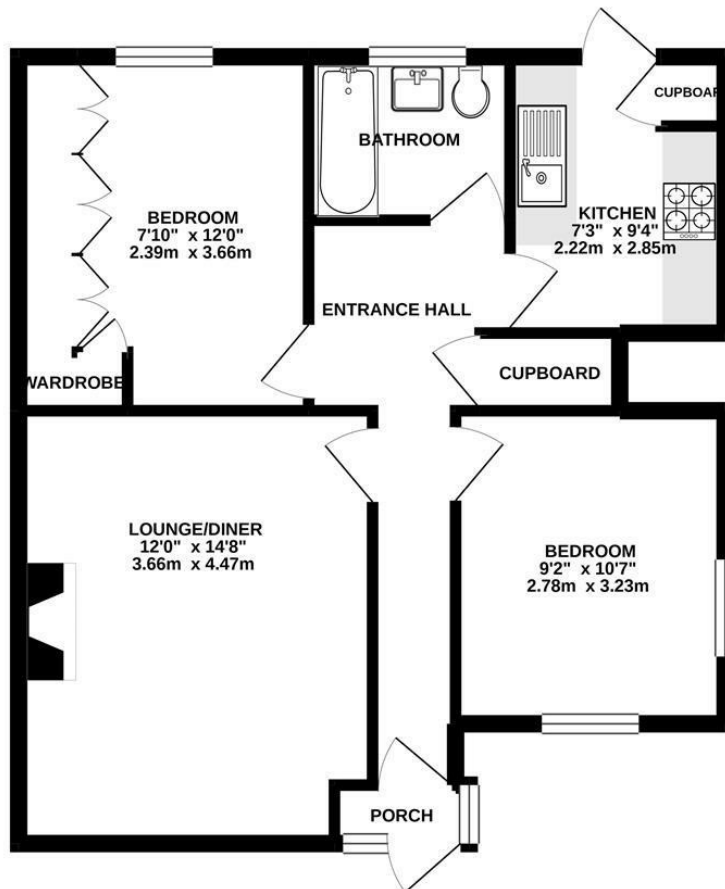 CUPBOAR
BATHROOM
BEDROOM
7'10" x 12'0"
2.39m x 3.66m
KITCHEN
7'3" x 9'4"
2.22m x 2.85m
ENTRANCE HALL
WARDROBE
CUPBOARD
LOUNGE/DINER
12'0" x 14'8"
3.66m x 4.47m
BEDROOM
9'2" x 10'7"
2.78m x 3.23m
PORCH